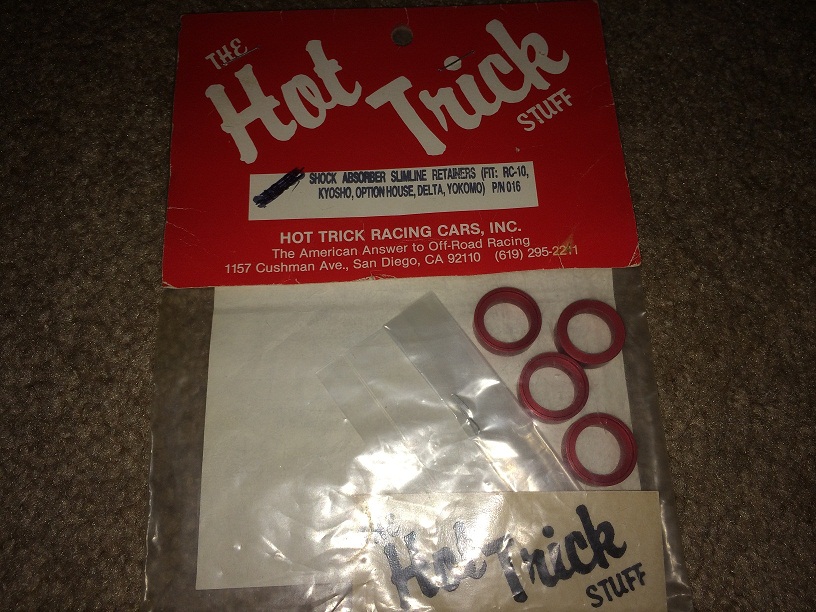 THE
Hot Trick
STUFF
SHOCK ABSORBER SLIMLINE RETAINERS (FIT: RC-10,
KYOSHO, OPTION HOUSE, DELTA, YOKOMO) P/N 016
HOT TRICK RACING CARS, INC.
The American Answer to Off-Road Racing
1157 Cushman Ave., San Diego, CA 92110 (619) 295-2211
The
Hot Trick
STUFF